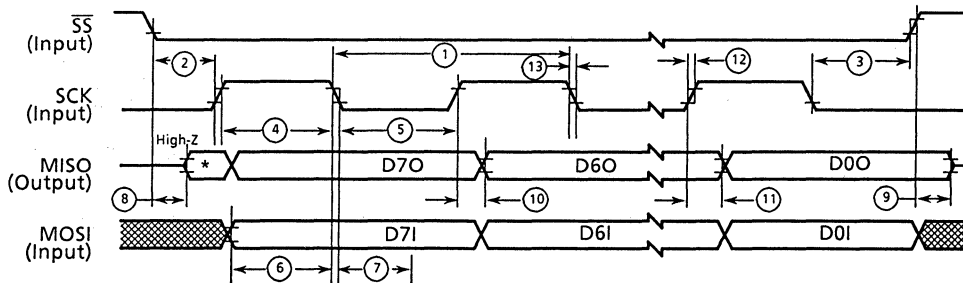 SS
(Input)
1
2
13
12
3
SCK
(Input)
4
5
High-Z
MISO
(Output)
*
D7O
D6O
D0O
8
10
11
9
MOSI
(Input)
D7I
D6I
D0I
6
7